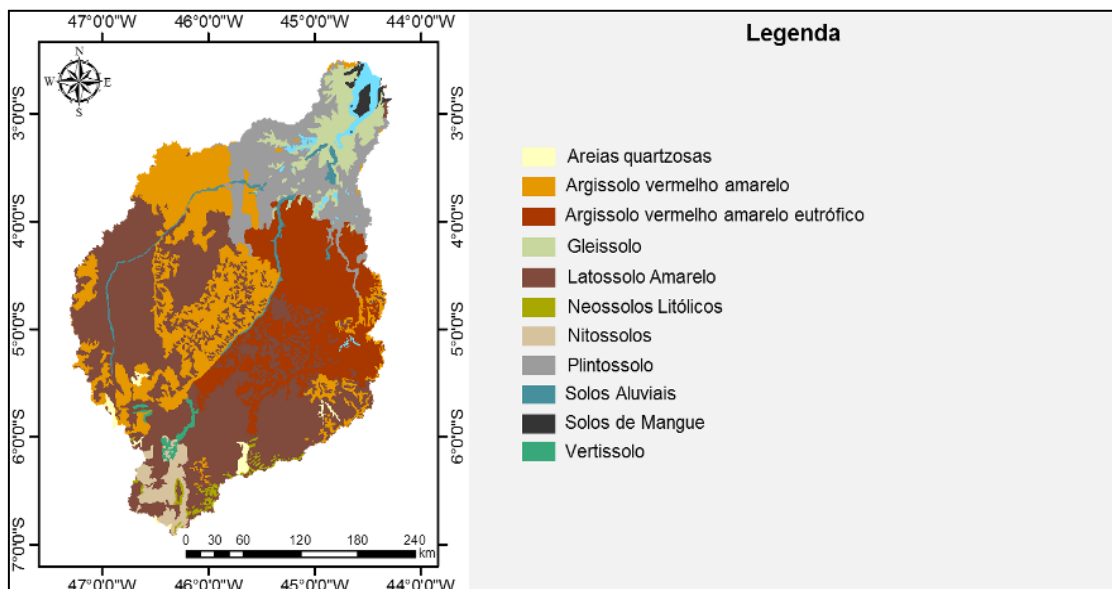 47°0'0"W 46°0'0"W 45°0'0"W 44°0'0"W
N
W E
S
3°0'0"S
4°0'0"S
5°0'0"S
6°0'0"S
7°0'0"S
3°0'0"S
4°0'0"S
5°0'0"S
6°0'0"S
7°0'0"S
0 30 60 120 180 240
km
47°0'0"W 46°0'0"W 45°0'0"W 44°0'0"W
Legenda
Areias quartzosas
Argissolo vermelho amarelo
Argissolo vermelho amarelo eutrófico
Gleissolo
Latossolo Amarelo
Neossolos Litólicos
Nitossolos
Plintossolo
Solos Aluviais
Solos de Mangue
Vertissolo